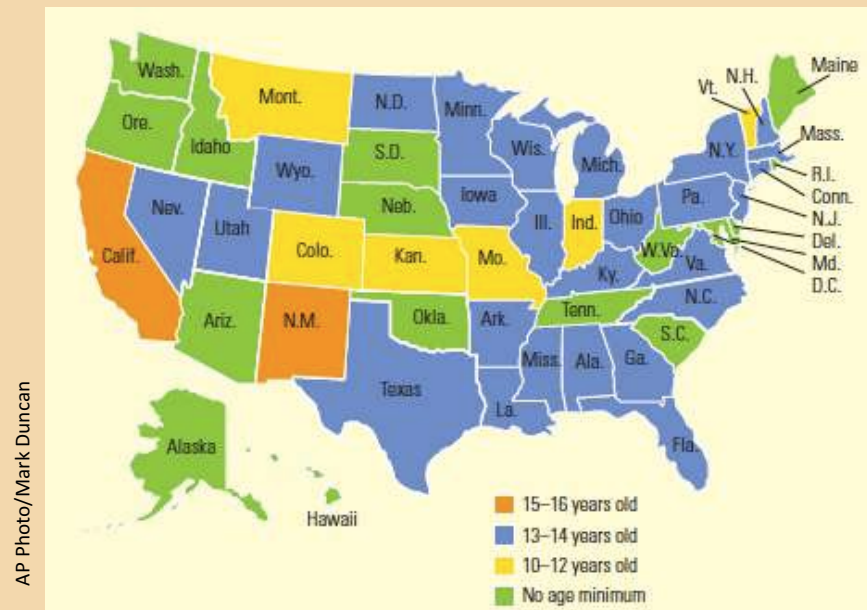 Wash.
Mont.
N.D.
Minn.
Vt.
N.H.
Maine
Ore.
Idaho
S.D.
Wis.
Mich.
N.Y.
Mass.
Wyo.
R.I.
Conn.
Nev.
Utah
Neb.
Iowa
Ill.
Ind.
Ohio
Pa.
N.J.
Del.
Md.
D.C.
Calif.
Colo.
Kan.
Mo.
W.Va.
Va.
Ky.
N.C.
Ariz.
N.M.
Okla.
Ark.
Tenn.
S.C.
Texas
La.
Miss.
Ala.
Ga.
Fla.
Alaska
Hawaii
15–16 years old
13–14 years old
10–12 years old
No age minimum
AP Photo/Mark Duncan